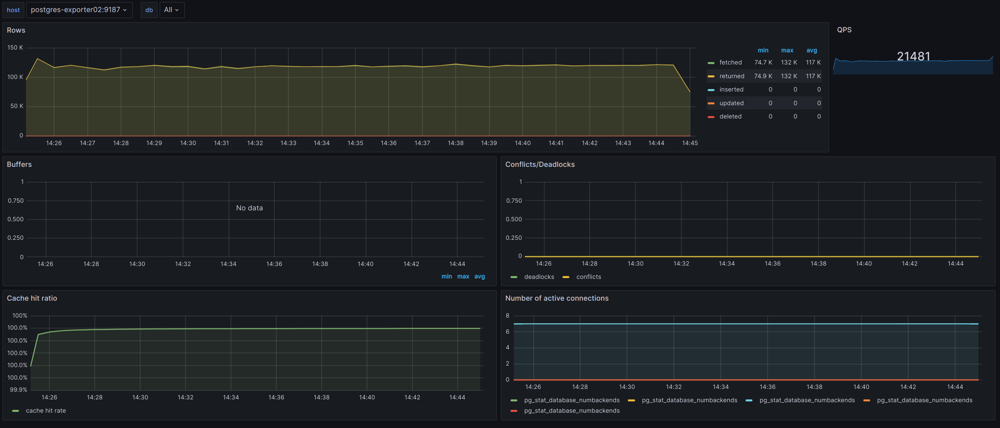 host postgres-exporter02:9187 db All
Rows
150 K
100 K
50 K
0
14:26 14:27 14:28 14:29 14:30 14:31 14:32 14:33 14:34 14:35 14:36 14:37 14:38 14:39 14:40 14:41 14:42 14:43 14:44 14:45
min max avg
fetched 74.7 K 132 K 117 K
returned 74.9 K 132 K 117 K
inserted 0 0 0
updated 0 0 0
deleted 0 0 0
QPS
21481
Buffers
1
0.750
0.500
0.250
0
No data
14:26 14:28 14:30 14:32 14:34 14:36 14:38 14:40 14:42 14:44
min max avg
Conflicts/Deadlocks
1
0.750
0.500
0.250
0
14:26 14:28 14:30 14:32 14:34 14:36 14:38 14:40 14:42 14:44
deadlocks conflicts
Cache hit ratio
100%
100.0%
100.0%
100.0%
100.0%
100.0%
99.9%
14:26 14:28 14:30 14:32 14:34 14:36 14:38 14:40 14:42 14:44
cache hit rate
Number of active connections
8
6
4
2
0
14:26 14:28 14:30 14:32 14:34 14:36 14:38 14:40 14:42 14:44
pg_stat_database_numbackends pg_stat_database_numbackends pg_stat_database_numbackends pg_stat_database_numbackends
pg_stat_database_numbackends